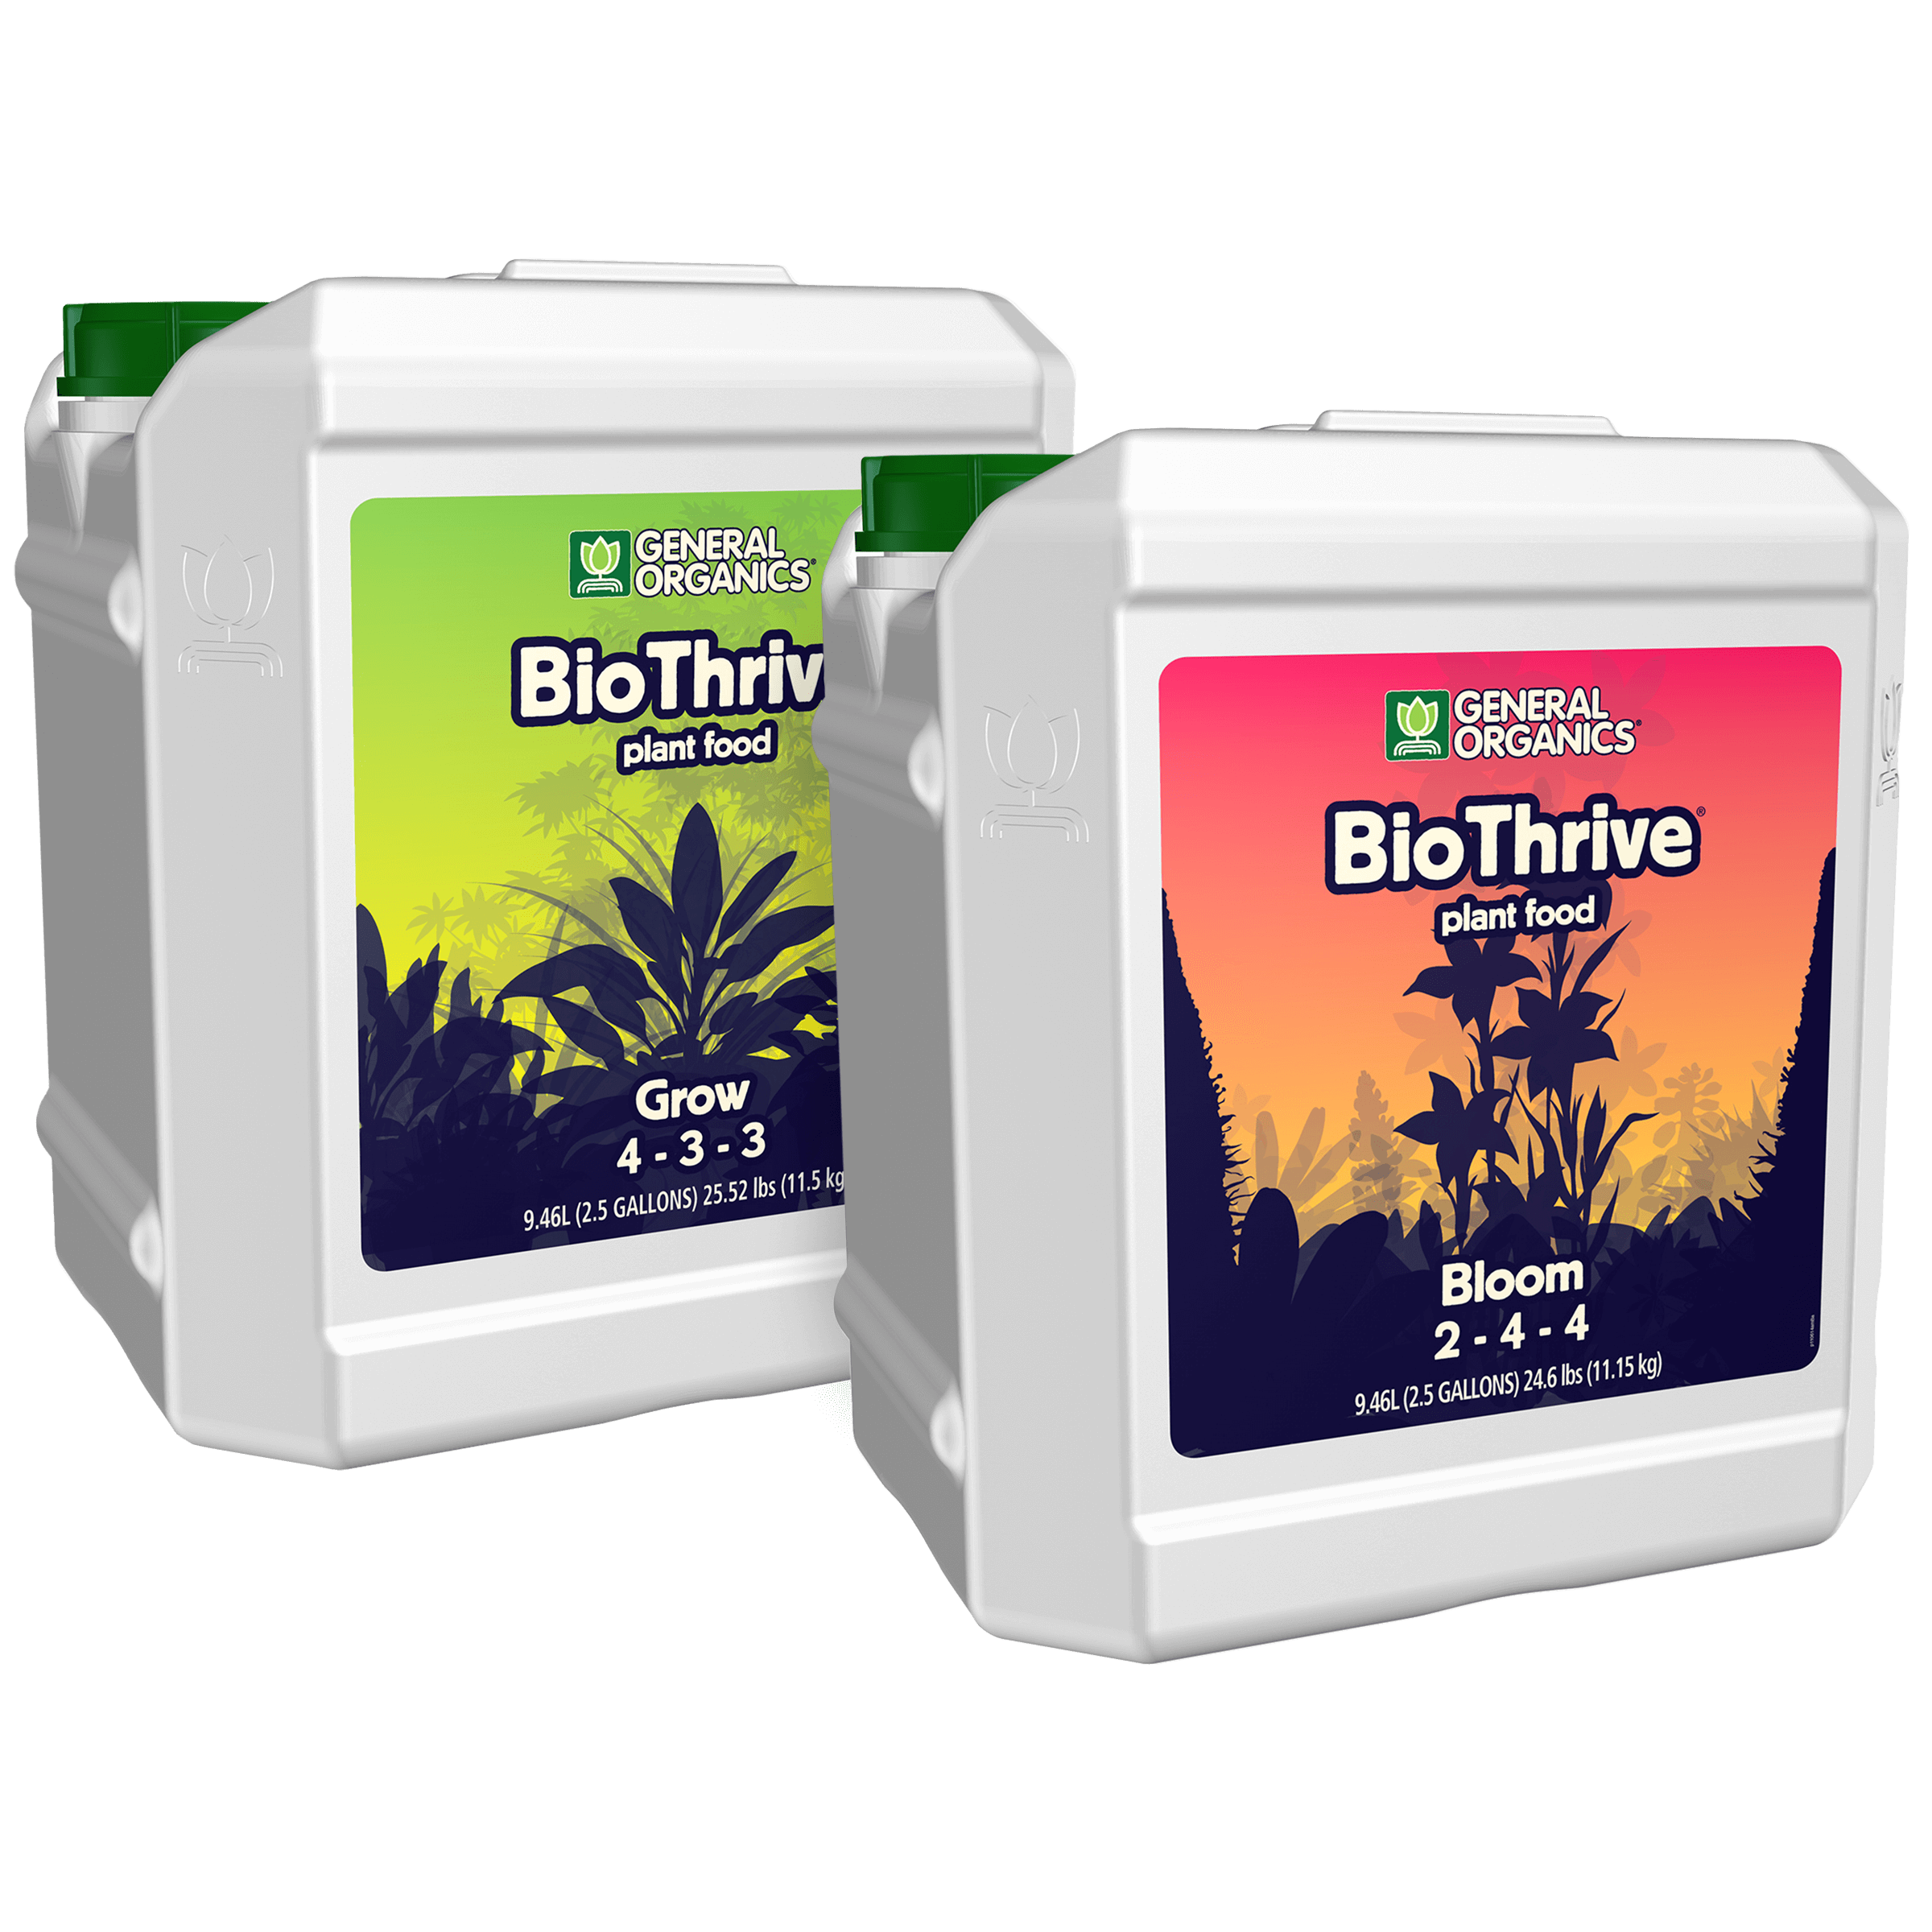 GENERAL
ORGANICS®
BioThriv
plant food
Grow
4 - 3 - 3
9.46L (2.5 GALLONS) 25.52 lbs (11.5 kg
GENERAL
ORGANICS®
BioThrive®
plant food
Bloom
2 - 4 - 4
9.46L (2.5 GALLONS) 24.6 lbs (11.15 kg)